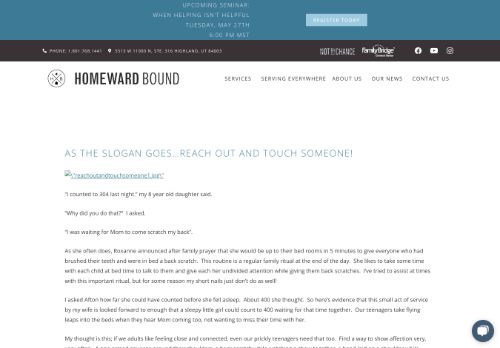 UPCOMING SEMINAR:
WHEN HELPING ISN'T HELPFUL
TUESDAY, MAY 27TH
6:00 PM MST
REGISTER TODAY
PHONE: 1.801.768.1441
5513 W 11000 N, STE. 316 HIGHLAND, UT 84003
NOT BY CHANCE
FamilyBridge
HOMEWARD BOUND
SERVICES
SERVING EVERYWHERE
ABOUT US
OUR NEWS
CONTACT US
AS THE SLOGAN GOES...REACH OUT AND TOUCH SOMEONE!
\"reachoutandtouchsomeone[.jpg\"
"I counted to 304 last night." my 8 year old daughter said.
"Why did you do that?" I asked.
"I was waiting for Mom to come scratch my back".
As she often does, Roxanne announced after family prayer that she would be up to their bed rooms in 5 minutes to give everyone who had
brushed their teeth and were in bed a back scratch. This routine is a regular family ritual at the end of the day. She likes to take some time
with each child at bed time to talk to them and give each her undivided attention while giving them back scratches. I've tried to assist at times
with this important ritual, but for some reason my short nails just don't do as well!
I asked Afton how far she could have counted before she fell asleep. About 400 she thought. So here's evidence that this small act of service
by my wife is looked forward to enough that a sleepy little girl could count to 400 waiting for that time together. Our teenagers take flying
leaps into the beds when they hear Mom coming too, not wanting to miss their time with her.
My thought is this; if we adults like feeling close and connected, even our prickly teenagers need that too. Find a way to show affection very,